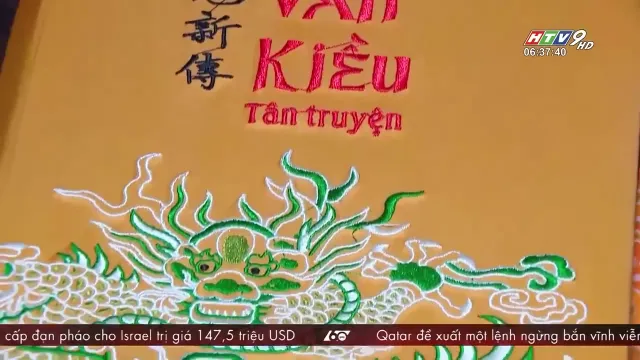 新
傳
VÂN
KIỀU
Tân truyện
HTV9 HD
06:37:40
cấp đạn pháo cho Israel trị giá 147,5 triệu USD
60
Qatar đề xuất một lệnh ngừng bắn vĩnh viễ